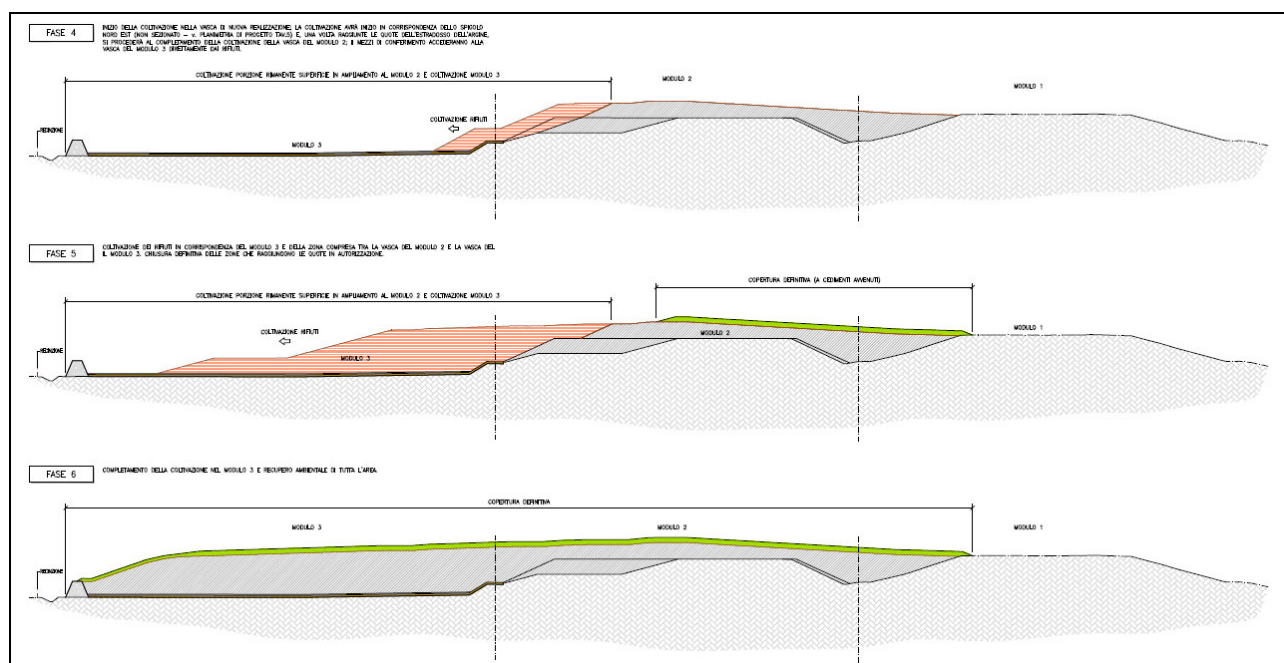 FASE 4
INIZIO DELLA COLTIVAZIONE NELLA VASCA DI NUOVA REALIZZAZIONE; LA COLTIVAZIONE AVRÀ INIZIO IN CORRISPONDENZA DELLO SPIGOLO
NORD EST (NON SEZIONATO – v. PLANIMETRIA DI PROGETTO TAV.5) E, UNA VOLTA RAGGIUNTE LE QUOTE DELL'ESTRADOSSO DELL'ARGINE,
SI PROCEDERÀ AL COMPLETAMENTO DELLA COLTIVAZIONE DELLA VASCA DEL MODULO 2; I MEZZI DI CONFERIMENTO ACCEDERANNO ALLA
VASCA DEL MODULO 3 DIRETTAMENTE DAI RIFIUTI.
COLTIVAZIONE PORZIONE RIMANENTE SUPERFICIE IN AMPLIAMENTO AL MODULO 2 E COLTIVAZIONE MODULO 3
MODULO 2
MODULO 1
COLTIVAZIONE RIFIUTI
RECINZIONE
MODULO 3
FASE 5
COLTIVAZIONE DEI RIFIUTI IN CORRISPONDENZA DEL MODULO 3 E DELLA ZONA COMPRESA TRA LA VASCA DEL MODULO 2 E LA VASCA DEL
IL MODULO 3. CHIUSURA DEFINITIVA DELLE ZONE CHE RAGGIUNGONO LE QUOTE IN AUTORIZZAZIONE.
COPERTURA DEFINITIVA (A CEDIMENTI AVVENUTI)
COLTIVAZIONE PORZIONE RIMANENTE SUPERFICIE IN AMPLIAMENTO AL MODULO 2 E COLTIVAZIONE MODULO 3
COLTIVAZIONE RIFIUTI
MODULO 2
MODULO 1
RECINZIONE
MODULO 3
FASE 6
COMPLETAMENTO DELLA COLTIVAZIONE NEL MODULO 3 E RECUPERO AMBIENTALE DI TUTTA L'AREA.
COPERTURA DEFINITIVA
MODULO 3
MODULO 2
MODULO 1
RECINZIONE